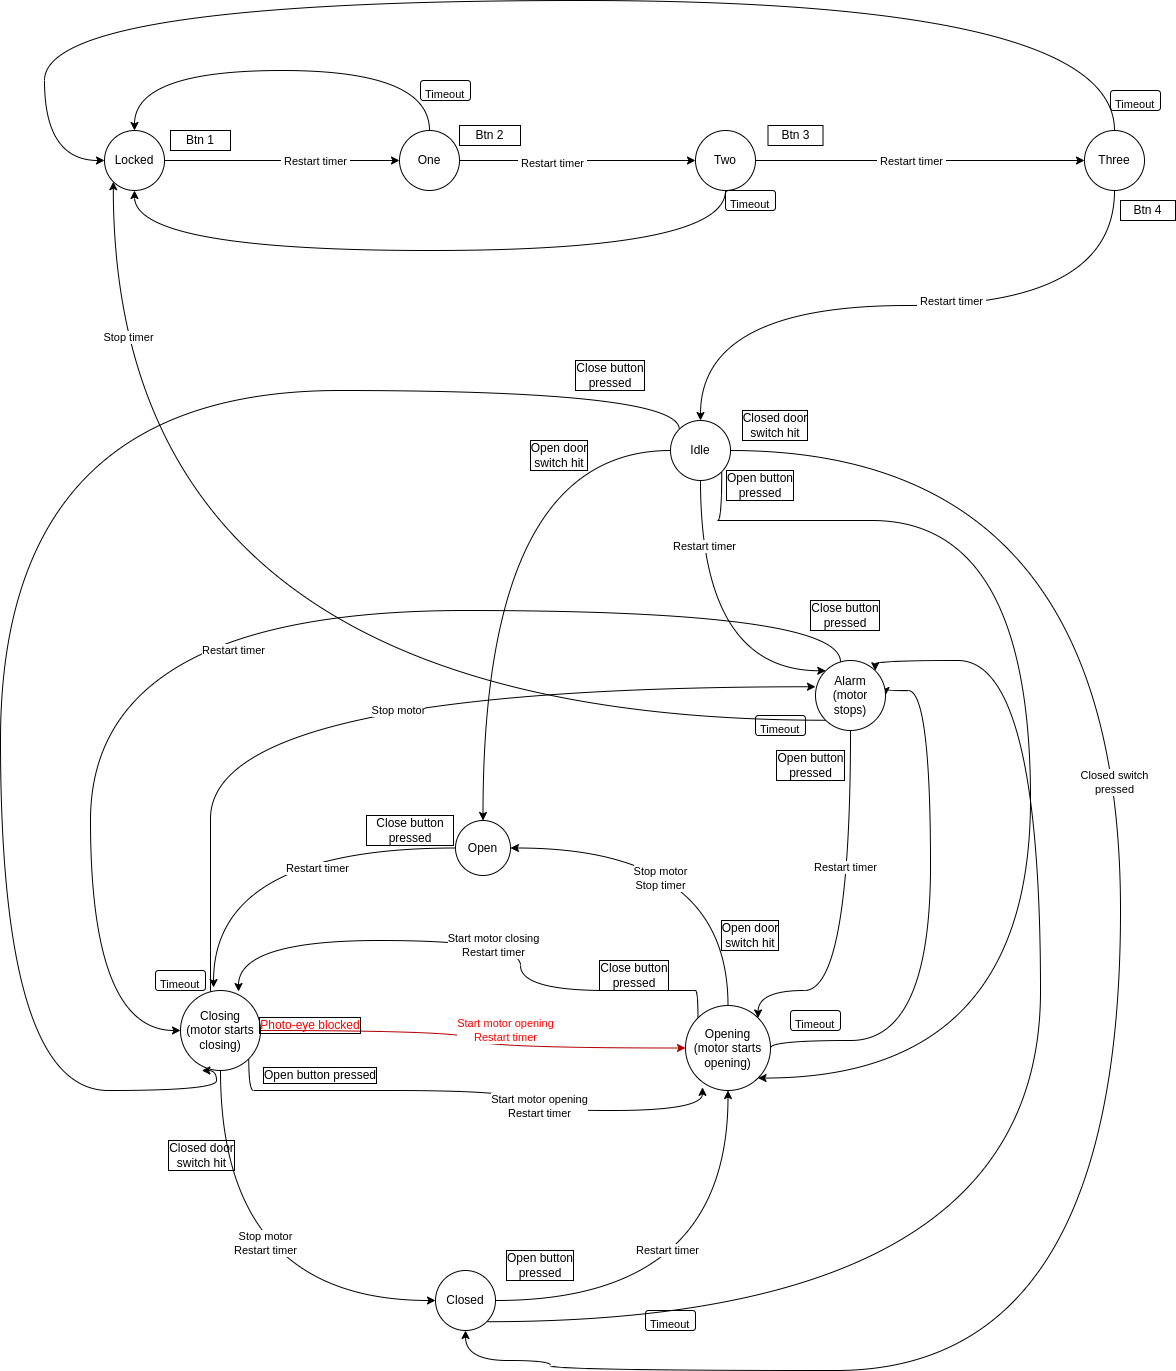 Timeout
Timeout
Btn 1
Btn 2
Btn 3
Locked
Restart timer
One
Restart timer
Two
Restart timer
Three
Timeout
Btn 4
Restart timer
Stop timer
Close button
pressed
Closed door
switch hit
Open door
switch hit
Idle
Open button
pressed
Restart timer
Close button
pressed
Restart timer
Alarm
(motor
stops)
Stop motor
Timeout
Open button
pressed
Closed switch
pressed
Close button
pressed
Open
Restart timer
Stop motor
Stop timer
Restart timer
Open door
switch hit
Start motor closing
Restart timer
Close button
pressed
Timeout
Closing
(motor starts
closing)
Photo-eye blocked
Start motor opening
Restart timer
Opening
(motor starts
opening)
Timeout
Open button pressed
Start motor opening
Restart timer
Closed door
switch hit
Stop motor
Restart timer
Open button
pressed
Restart timer
Closed
Timeout